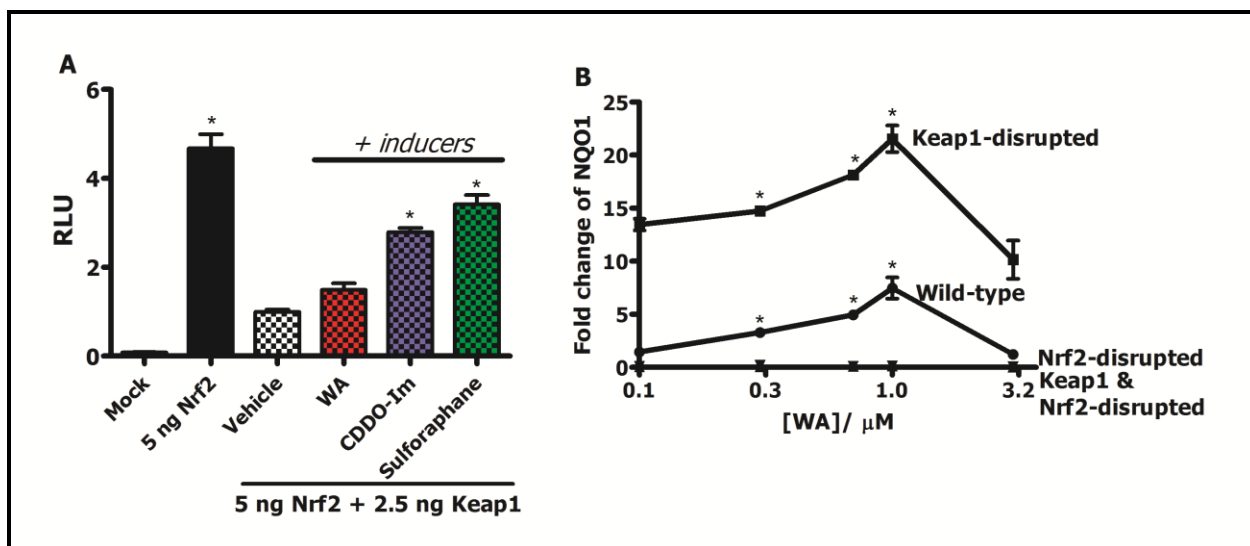 A
RLU
6
4
2
0
+ inducers
*
*
*
Mock
5 ng Nrf2
Vehicle
WA
CDDO-Im
Sulforaphane
5 ng Nrf2 + 2.5 ng Keap1
B
Fold change of NQO1
25
20
15
10
5
0
*
*
*
Keap1-disrupted
*
*
*
Wild-type
Nrf2-disrupted
Keap1 &
Nrf2-disrupted
0.1
0.3
1.0
3.2
[WA]/ μM